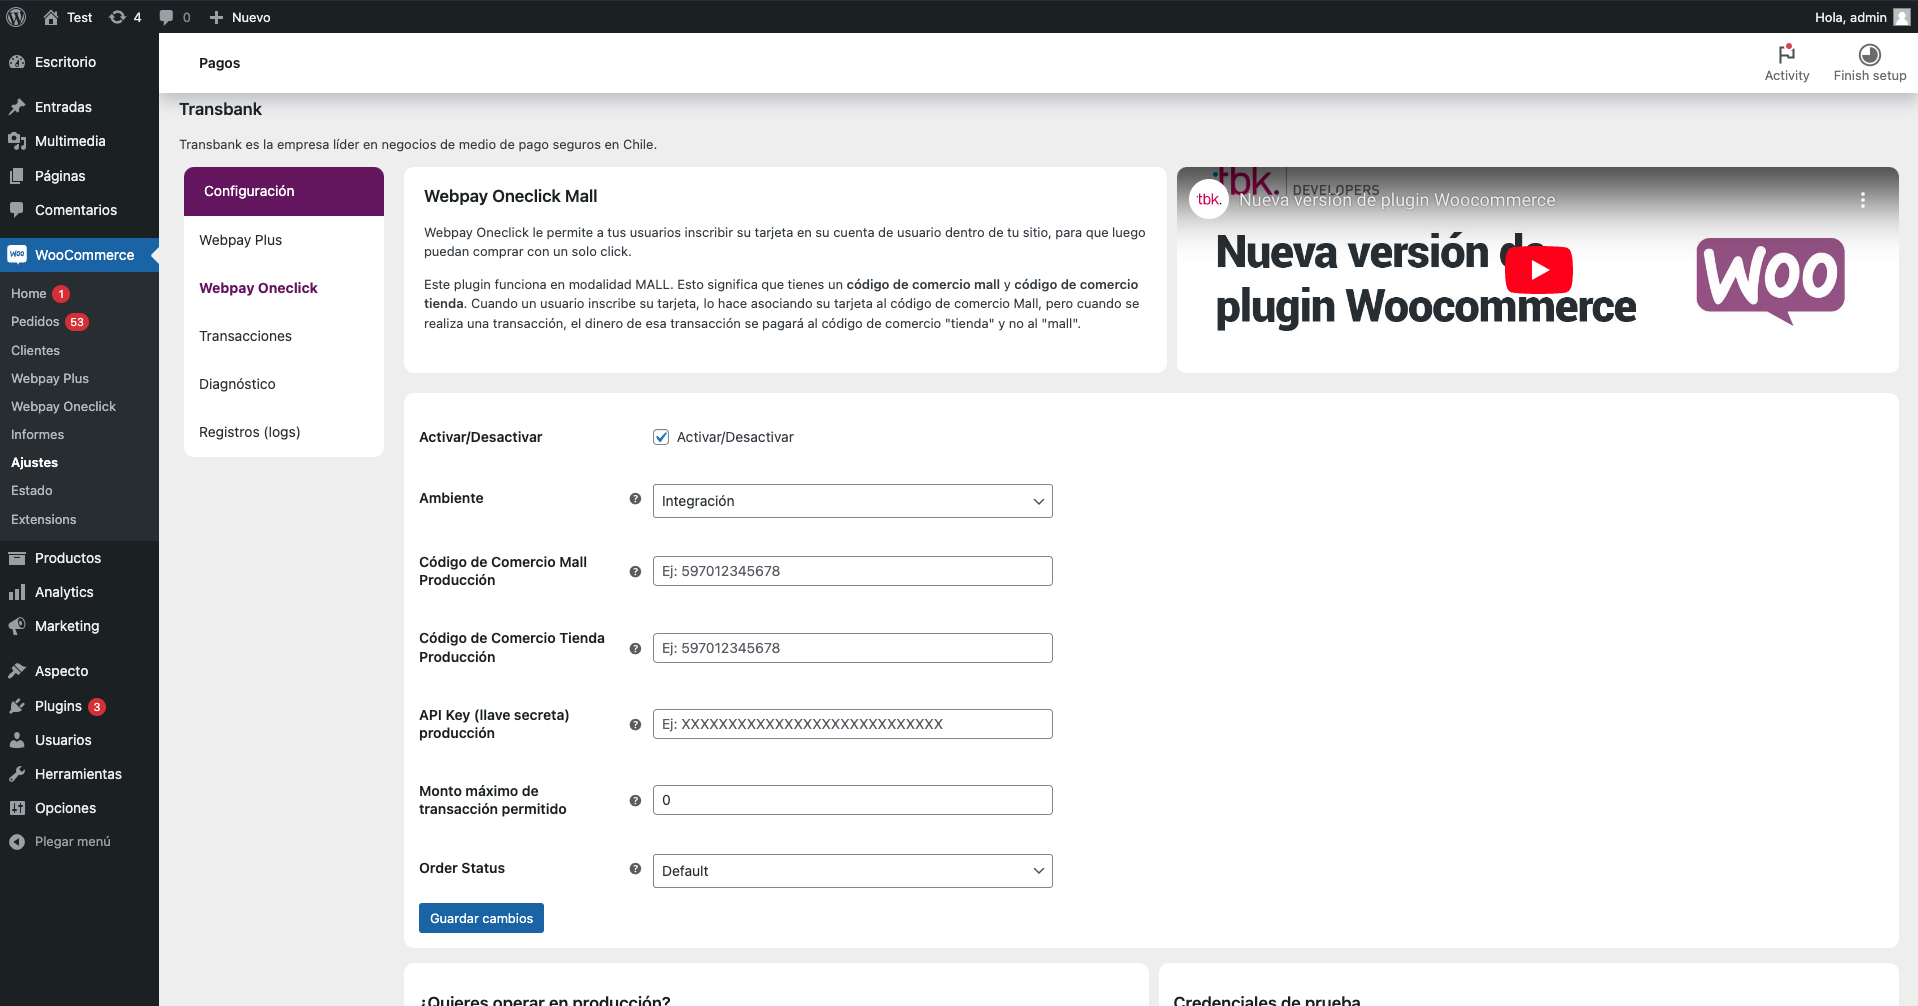 Test
4
0
Nuevo
Hola, admin
Escritorio
Entradas
Multimedia
Páginas
Comentarios
WooCommerce
Home 1
Pedidos 53
Clientes
Webpay Plus
Webpay Oneclick
Informes
Ajustes
Estado
Extensions
Productos
Analytics
Marketing
Aspecto
Plugins 3
Usuarios
Herramientas
Opciones
Plegar menú
Pagos
Activity
Finish setup
Transbank
Transbank es la empresa líder en negocios de medio de pago seguros en Chile.
Configuración
Webpay Plus
Webpay Oneclick
Transacciones
Diagnóstico
Registros (logs)
Webpay Oneclick Mall
Webpay Oneclick le permite a tus usuarios inscribir su tarjeta en su cuenta de usuario dentro de tu sitio, para que luego
puedan comprar con un solo click.
Este plugin funciona en modalidad MALL. Esto significa que tienes un código de comercio mall y código de comercio
tienda. Cuando un usuario inscribe su tarjeta, lo hace asociando su tarjeta al código de comercio Mall, pero cuando se
realiza una transacción, el dinero de esa transacción se pagará al código de comercio "tienda" y no al "mall".
tbk. DEVELOPERS
tbk. Nueva versión de plugin Woocommerce
Nueva versión de
plugin Woocommerce
WOO
Activar/Desactivar
Activar/Desactivar
Ambiente
Integración
Código de Comercio Mall
Producción
Ej: 597012345678
Código de Comercio Tienda
Producción
Ej: 597012345678
API Key (llave secreta)
producción
Ej: XXXXXXXXXXXXXXXXXXXXXXXXXXXX
Monto máximo de
transacción permitido
0
Order Status
Default
Guardar cambios
¿Quieres operar en producción?
Credenciales de prueba